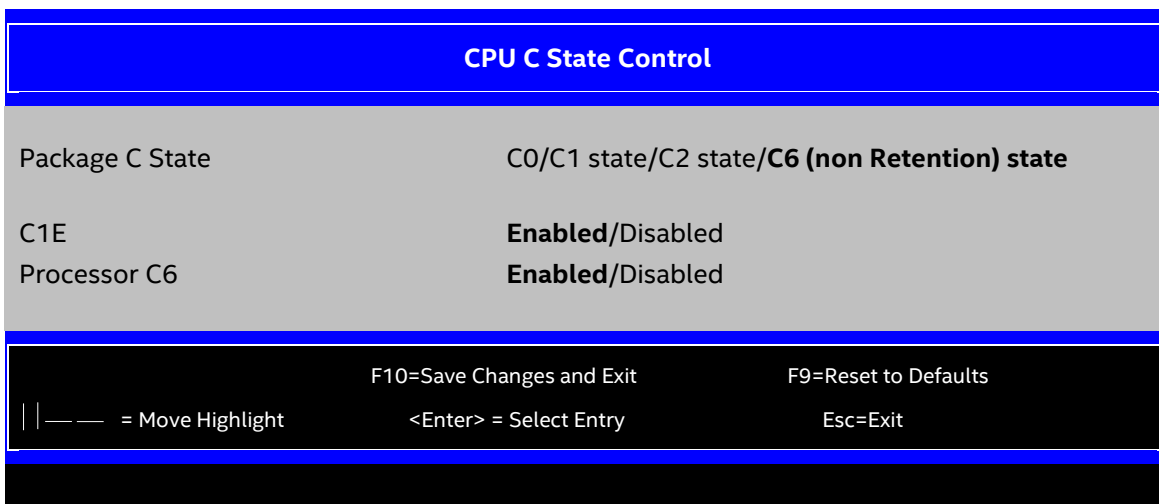 CPU C State Control
Package C State C0/C1 state/C2 state/C6 (non Retention) state
C1E Enabled/Disabled
Processor C6 Enabled/Disabled
F10=Save Changes and Exit F9=Reset to Defaults
= Move Highlight <Enter> = Select Entry Esc=Exit